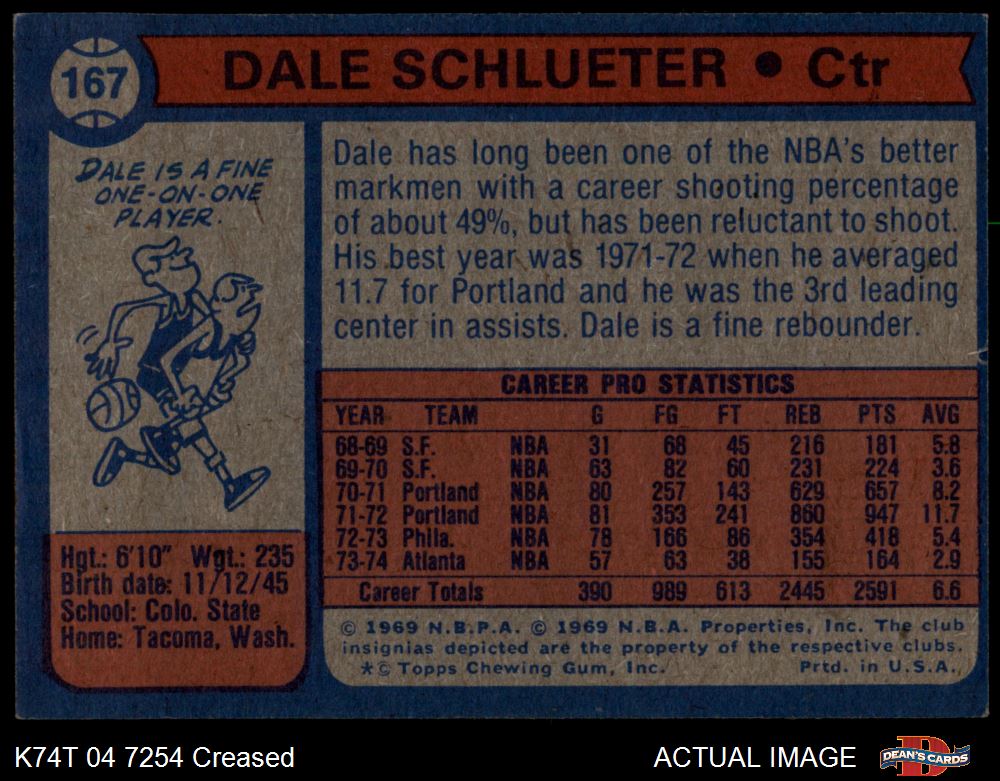 167
DALE SCHLUETER • Ctr
DALE IS A FINE
ONE-ON-ONE
PLAYER.
Dale has long been one of the NBA's better
markmen with a career shooting percentage
of about 49%, but has been reluctant to shoot.
His best year was 1971-72 when he averaged
11.7 for Portland and he was the 3rd leading
center in assists. Dale is a fine rebounder.
CAREER PRO STATISTICS
YEAR TEAM G FG FT REB PTS AVG
68-69 S.F. NBA 31 68 45 216 181 5.8
69-70 S.F. NBA 63 82 60 231 224 3.6
70-71 Portland NBA 80 257 143 629 657 8.2
71-72 Portland NBA 81 353 241 860 947 11.7
72-73 Phila. NBA 78 166 86 354 418 5.4
73-74 Atlanta NBA 57 63 38 155 164 2.9
Career Totals 390 989 613 2445 2591 6.6
Hgt.: 6'10" Wgt.: 235
Birth date: 11/12/45
School: Colo. State
Home: Tacoma, Wash.
© 1969 N.B.P.A. © 1969 N.B.A. Properties, Inc. The club
insignias depicted are the property of the respective clubs.
*© Topps Chewing Gum, Inc. Prtd. in U.S.A.
K74T 04 7254 Creased
ACTUAL IMAGE
DEAN'S CARDS